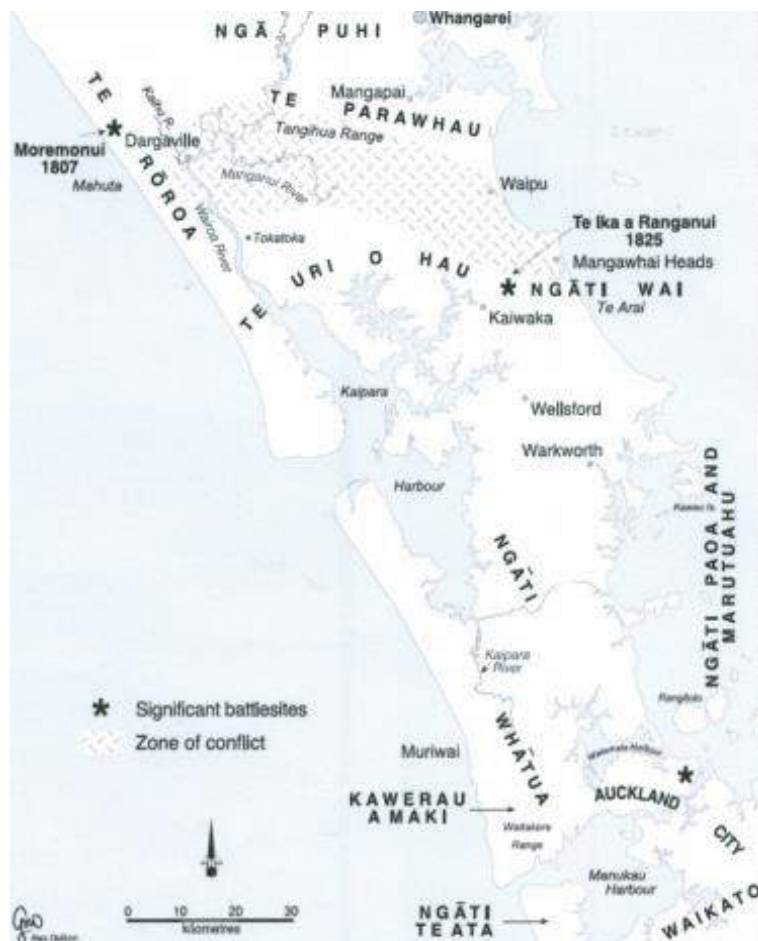 NGĀ PUHI
Whangarei
TE
PARAWHAU
Mangapai
Tangihua Range
TE
RŌROA
Kaihu R.
Dargaville
Moremonui
1807
Mahuta
Manganui River
Waipu
Wairoa River
Tokatoka
Te Ika a Ranganui
1825
Mangawhai Heads
TE URI O HAU
NGĀTI WAI
Te Arai
Kaiwaka
Kaipara
Wellsford
Warkworth
Harbour
Kawau Is.
NGĀTI PAOA AND
MARUTUAHU
NGĀTI
WHĀTUA
Kaipara
River
Rangitoto
Significant battlesites
Zone of conflict
Muriwai
Waitemata Harbour
KAWERAU
A MAKI
AUCKLAND
CITY
Waitakere
Range
Manukau
Harbour
NGĀTI
TE ATA
WAIKATO
0 10 20 30
kilometres